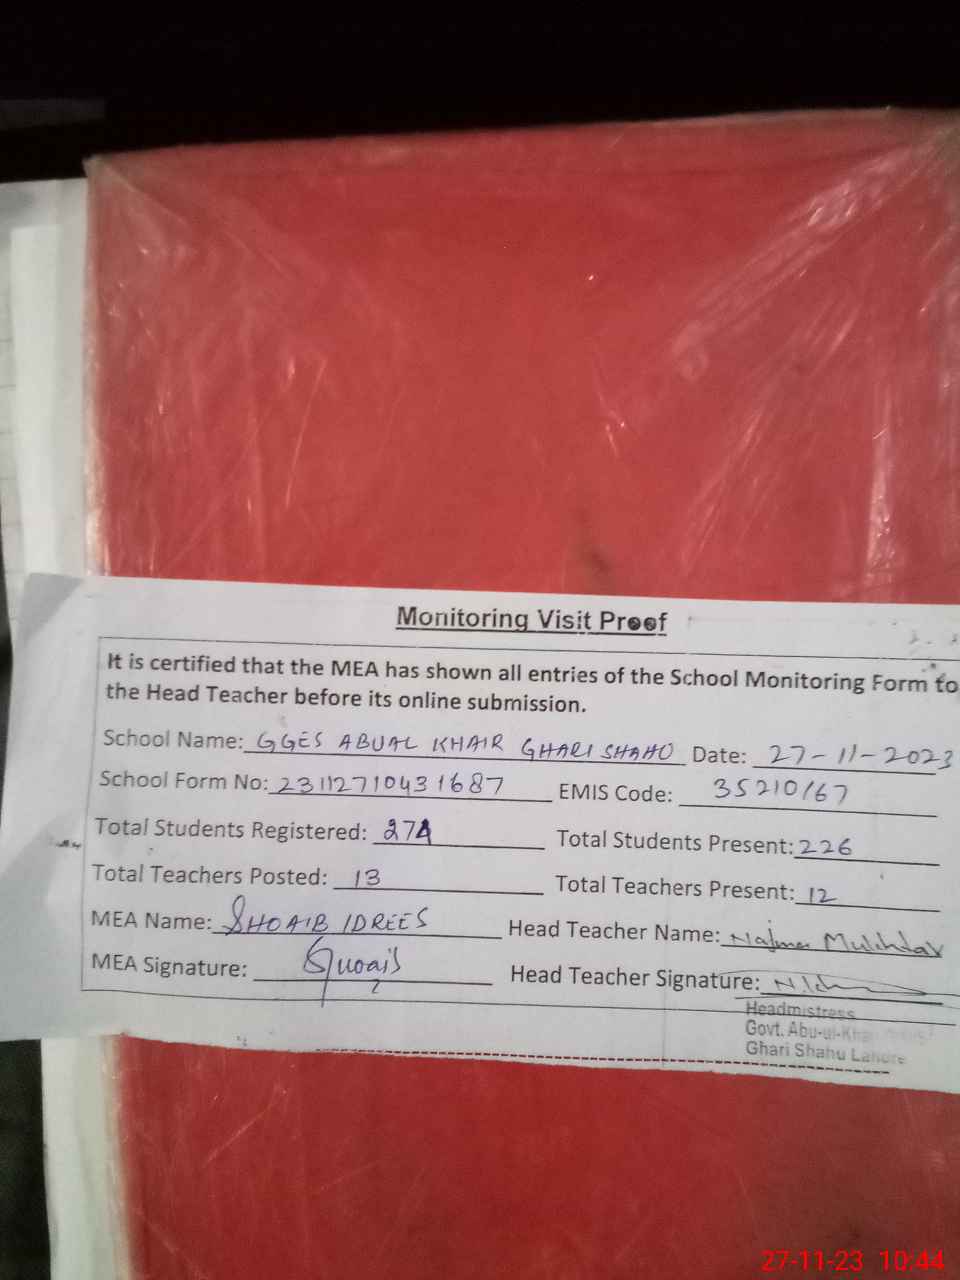 Monitoring Visit Proof
It is certified that the MEA has shown all entries of the School Monitoring Form to
the Head Teacher before its online submission.
School Name: GGES ABUAL KHAIR GHARI SHAHO Date: 27-11-2023
School Form No: 23112710431687 EMIS Code: 35210167
Total Students Registered: 274 Total Students Present: 226
Total Teachers Posted: 13 Total Teachers Present: 12
MEA Name: SHOAIB IDREES Head Teacher Name: Najma Mukhdar
MEA Signature: Shoaib Head Teacher Signature:
Headmistress
Govt. Abu-ul-Khair
Ghari Shahu Lahore
27-11-23 10:44